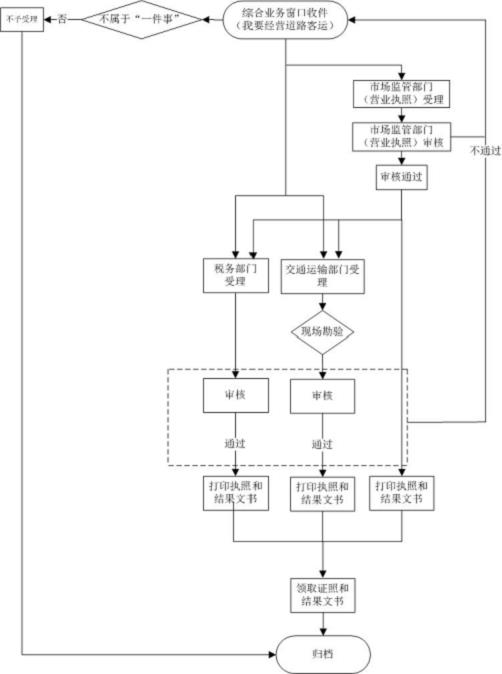 综合业务窗口收件
（我要经营道路客运）
不属于“一件事”
否
不予受理
市场监管部门
（营业执照）受理
市场监管部门
（营业执照）审核
不通过
审核通过
税务部门
受理
交通运输部门受
理
现场勘验
审核
审核
通过
通过
打印执照和
结果文书
打印执照和
结果文书
打印执照和
结果文书
领取证照和
结果文书
归档